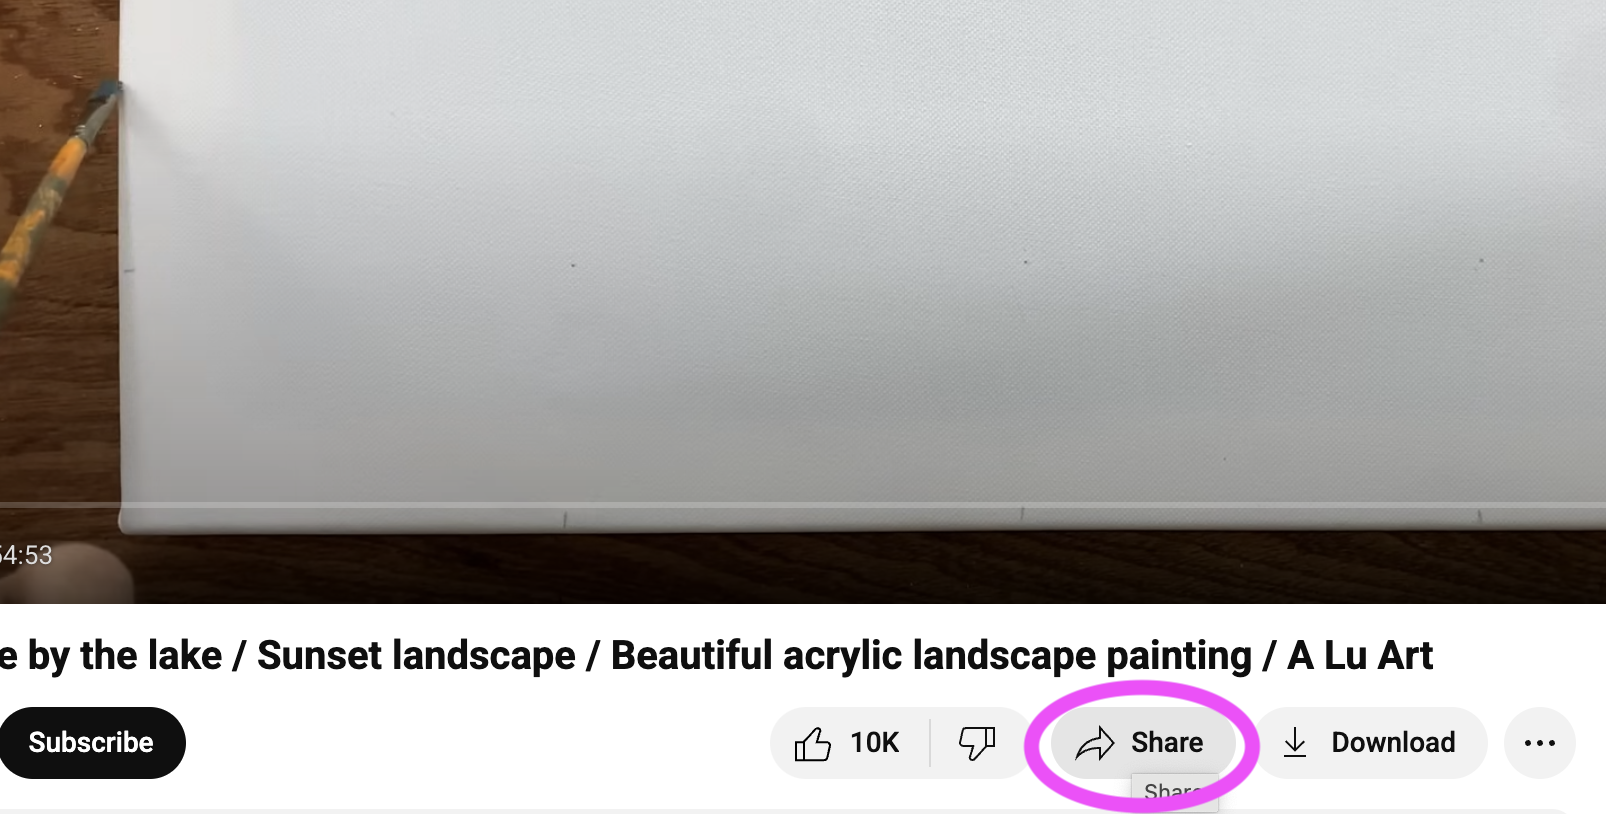 54:53
e by the lake / Sunset landscape / Beautiful acrylic landscape painting / A Lu Art
Subscribe 10K Share Download
Share